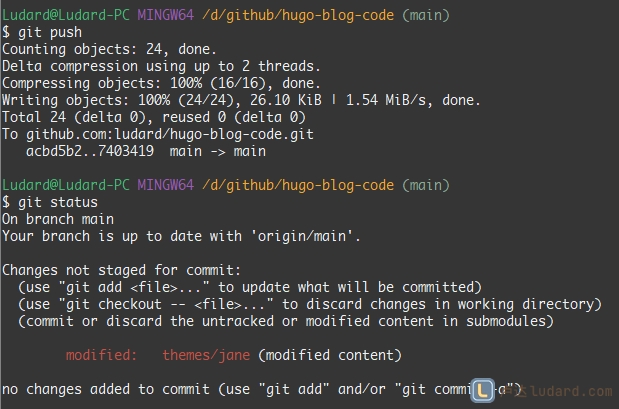 Ludard@Ludard-PC MINGW64 /d/github/hugo-blog-code (main)
$ git push
Counting objects: 24, done.
Delta compression using up to 2 threads.
Compressing objects: 100% (16/16), done.
Writing objects: 100% (24/24), 26.10 KiB | 1.54 MiB/s, done.
Total 24 (delta 0), reused 0 (delta 0)
To github.com:ludard/hugo-blog-code.git
   acbd5b2..7403419  main -> main
Ludard@Ludard-PC MINGW64 /d/github/hugo-blog-code (main)
$ git status
On branch main
Your branch is up to date with 'origin/main'.
Changes not staged for commit:
  (use "git add <file>..." to update what will be committed)
  (use "git checkout -- <file>..." to discard changes in working directory)
  (commit or discard the untracked or modified content in submodules)
        modified:   themes/jane (modified content)
no changes added to commit (use "git add" and/or "git commit -a")
L ludard.com